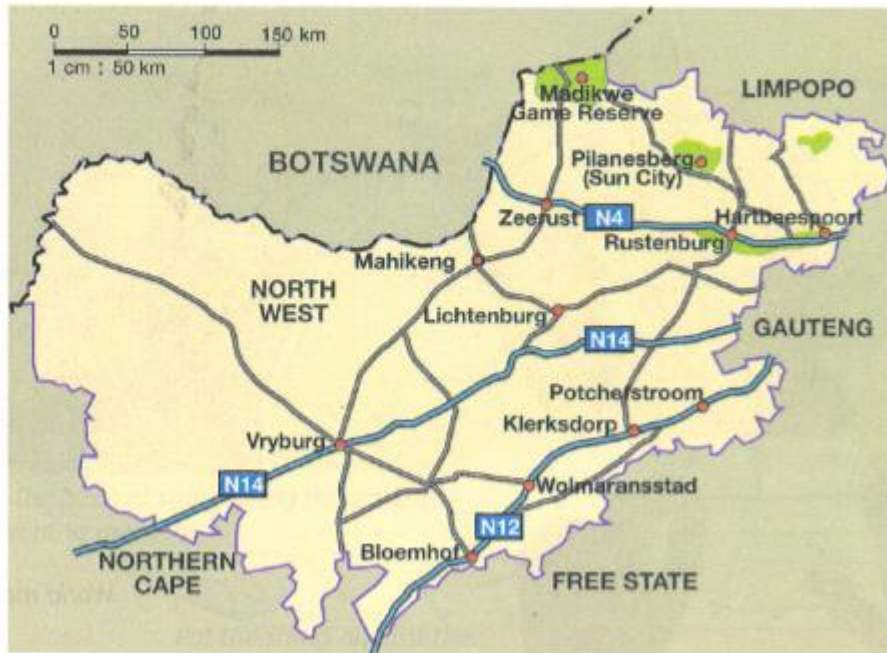 0 50 100 150 km
1 cm : 50 km
LIMPOPO
Madikwe
Game Reserve
BOTSWANA
Pilanesberg
(Sun City)
Zeerust
N4
Hartbeespoort
Rustenburg
Mahikeng
NORTH
WEST
Lichtenburg
N14
GAUTENG
Potchefstroom
Klerksdorp
Vryburg
N14
Wolmaransstad
N12
Bloemhof
NORTHERN
CAPE
FREE STATE